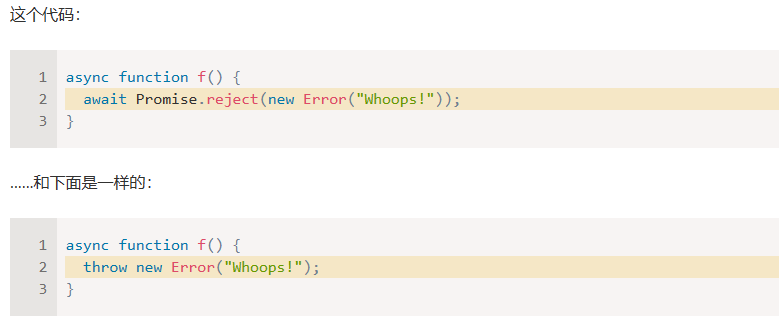 这个代码：
1 async function f() {
2   await Promise.reject(new Error("Whoops!"));
3 }
……和下面是一样的：
1 async function f() {
2   throw new Error("Whoops!");
3 }